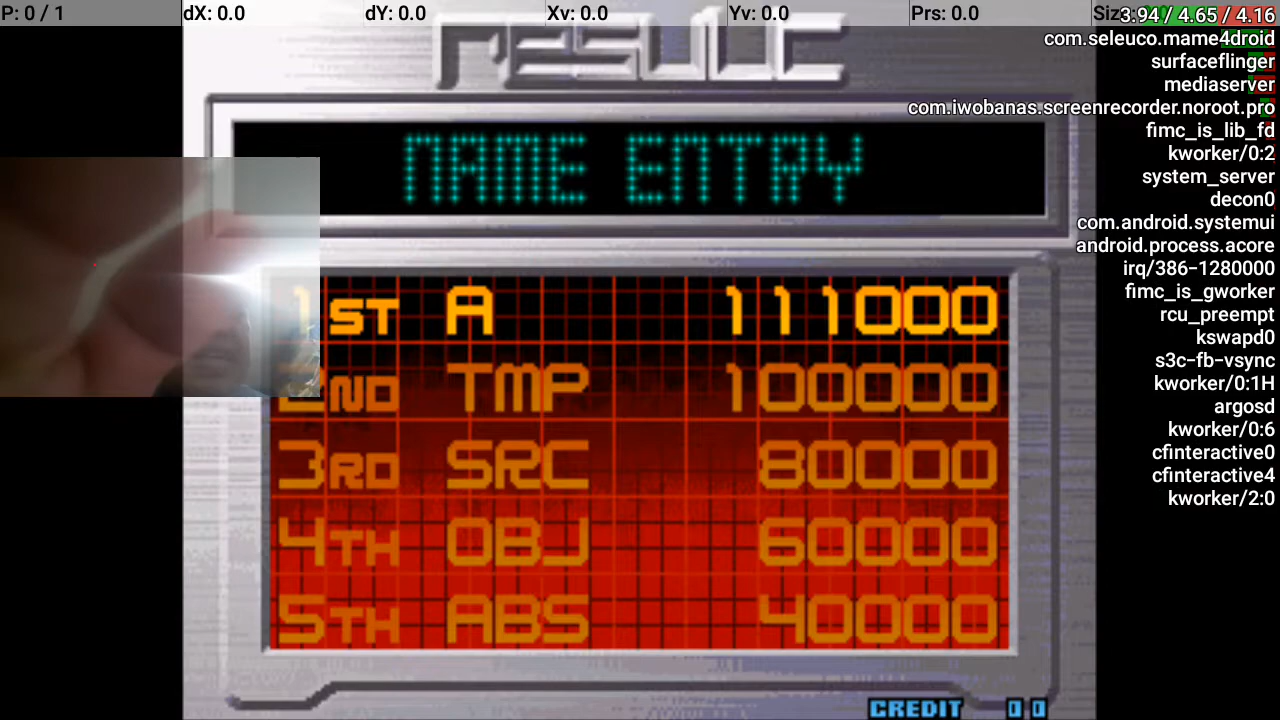 P: 0 / 1 dX: 0.0 dY: 0.0 Xv: 0.0 Yv: 0.0 Prs: 0.0 3.94 / 4.65 / 4.16
com.seleuco.mame4droid
surfaceflinger
mediaserver
com.iwobanas.screenrecorder.noroot.pro
fimc_is_lib_fd
kworker/0:2
system_server
decon0
com.android.systemui
android.process.acore
irq/386-1280000
fimc_is_gworker
rcu_preempt
kswapd0
s3c-fb-vsync
kworker/0:1H
argosd
kworker/0:6
cfinteractive0
cfinteractive4
kworker/2:0
RESULT
NAME ENTRY
1ST A 111000
2ND TMP 100000
3RD SRC 80000
4TH OBJ 60000
5TH ABS 40000
CREDIT 00